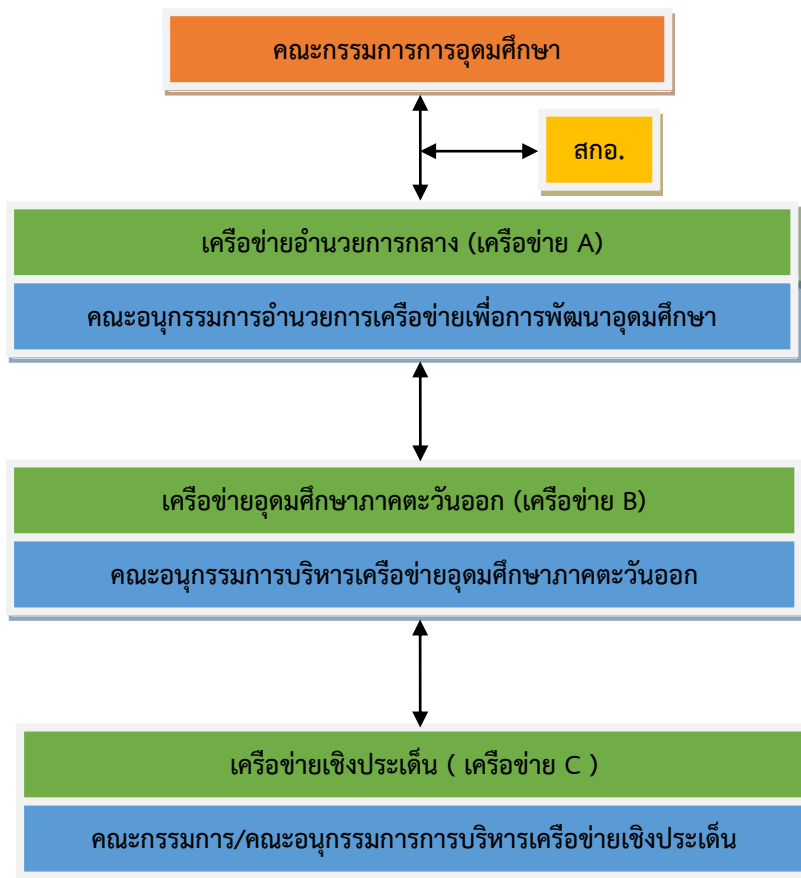 คณะกรรมการการอุดมศึกษา
สกอ.
เครือข่ายอำนวยการกลาง (เครือข่าย A)
คณะอนุกรรมการอำนวยการเครือข่ายเพื่อการพัฒนาอุดมศึกษา
เครือข่ายอุดมศึกษาภาคตะวันออก (เครือข่าย B)
คณะอนุกรรมการบริหารเครือข่ายอุดมศึกษาภาคตะวันออก
เครือข่ายเชิงประเด็น ( เครือข่าย C )
คณะกรรมการ/คณะอนุกรรมการการบริหารเครือข่ายเชิงประเด็น